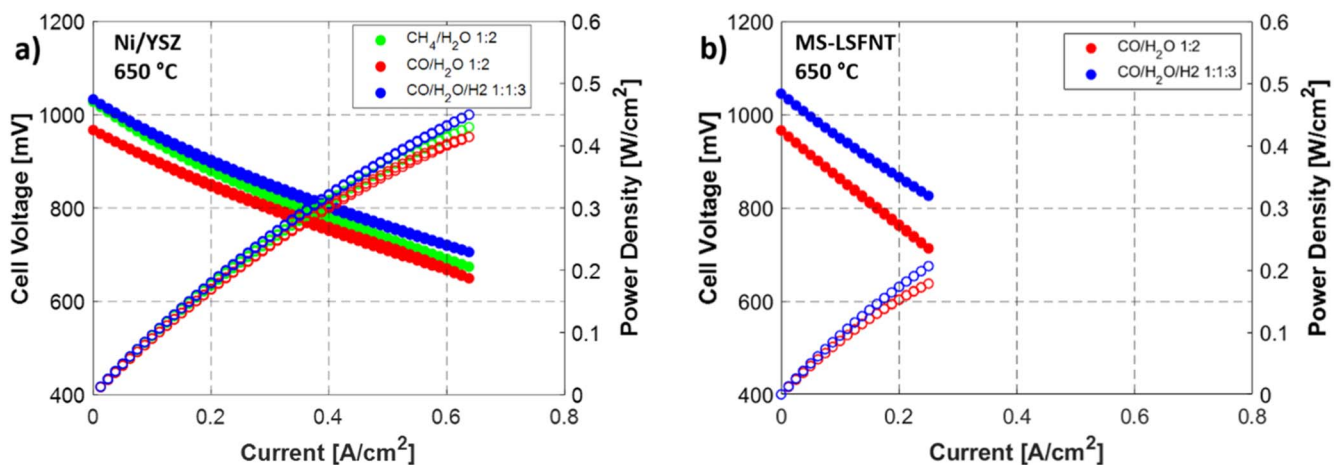 a)
Ni/YSZ
650 °C
CH₄/H₂O 1:2
CO/H₂O 1:2
CO/H₂O/H2 1:1:3
1200
1000
800
600
400
Cell Voltage [mV]
0.6
0.5
0.4
0.3
0.2
0.1
0
Power Density [W/cm²]
0
0.2
0.4
0.6
0.8
Current [A/cm²]
b)
MS-LSFNT
650 °C
CO/H₂O 1:2
CO/H₂O/H2 1:1:3
1200
1000
800
600
400
Cell Voltage [mV]
0.6
0.5
0.4
0.3
0.2
0.1
0
Power Density [W/cm²]
0
0.2
0.4
0.6
0.8
Current [A/cm²]